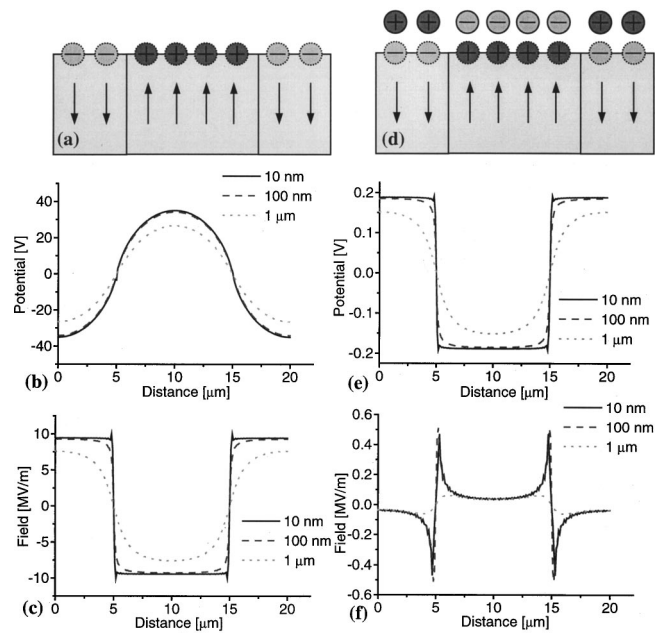 (a)
(d)
10 nm
100 nm
1 μm
40
20
0
-20
-40
Potential [V]
0 5 10 15 20
Distance [μm]
(b)
10 nm
100 nm
1 μm
0.2
0.1
0.0
-0.1
-0.2
Potential [V]
0 5 10 15 20
Distance [μm]
(e)
10 nm
100 nm
1 μm
10
5
0
-5
-10
Field [MV/m]
0 5 10 15 20
Distance [μm]
(c)
10 nm
100 nm
1 μm
0.6
0.4
0.2
0.0
-0.2
-0.4
-0.6
Field [MV/m]
0 5 10 15 20
Distance [μm]
(f)